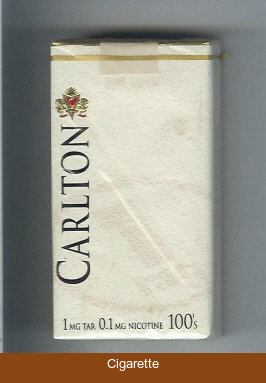 CARLTON
1 MG TAR 0.1 MG NICOTINE 100's
Cigarette